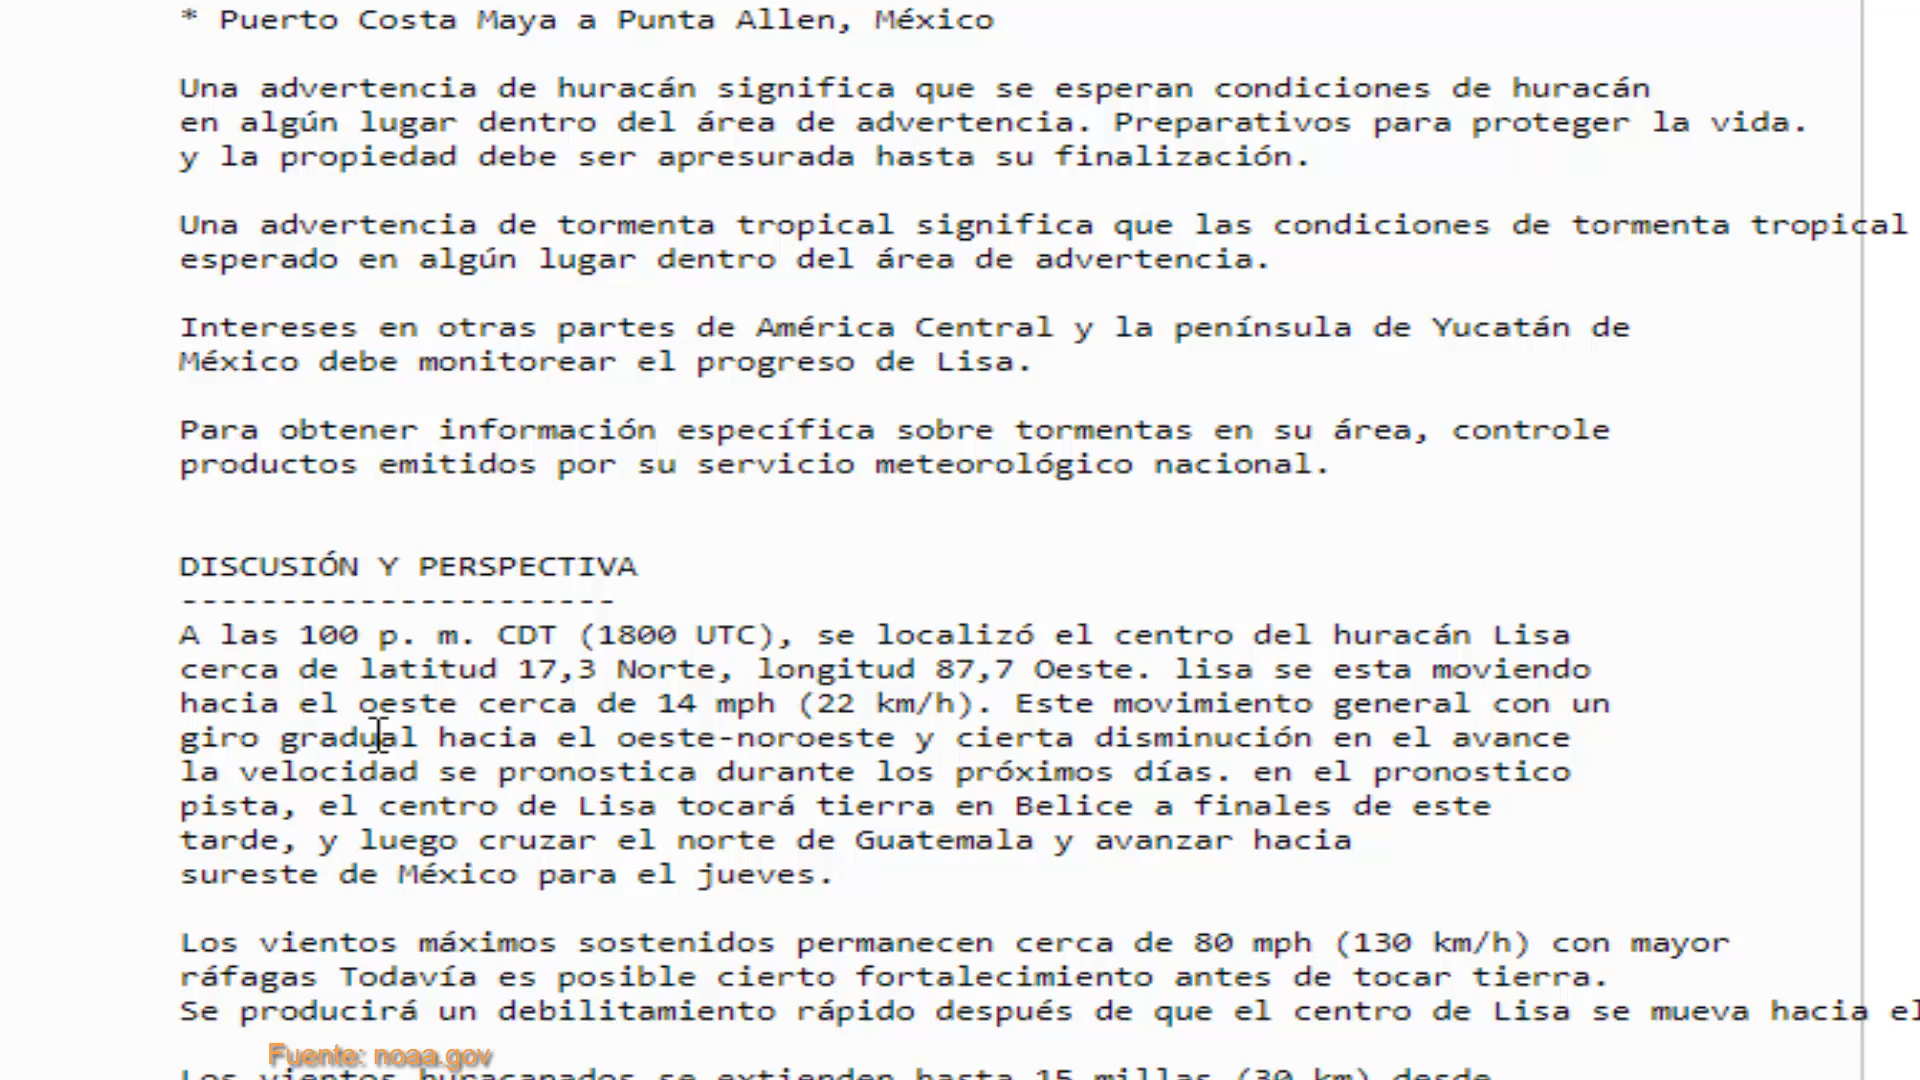 * Puerto Costa Maya a Punta Allen, México
Una advertencia de huracán significa que se esperan condiciones de huracán
en algún lugar dentro del área de advertencia. Preparativos para proteger la vida.
y la propiedad debe ser apresurada hasta su finalización.
Una advertencia de tormenta tropical significa que las condiciones de tormenta tropical
esperado en algún lugar dentro del área de advertencia.
Intereses en otras partes de América Central y la península de Yucatán de
México debe monitorear el progreso de Lisa.
Para obtener información específica sobre tormentas en su área, controle
productos emitidos por su servicio meteorológico nacional.
DISCUSIÓN Y PERSPECTIVA
----------------------
A las 100 p. m. CDT (1800 UTC), se localizó el centro del huracán Lisa
cerca de latitud 17,3 Norte, longitud 87,7 Oeste. lisa se esta moviendo
hacia el oeste cerca de 14 mph (22 km/h). Este movimiento general con un
giro gradual hacia el oeste-noroeste y cierta disminución en el avance
la velocidad se pronostica durante los próximos días. en el pronostico
pista, el centro de Lisa tocará tierra en Belice a finales de este
tarde, y luego cruzar el norte de Guatemala y avanzar hacia
sureste de México para el jueves.
Los vientos máximos sostenidos permanecen cerca de 80 mph (130 km/h) con mayor
ráfagas Todavía es posible cierto fortalecimiento antes de tocar tierra.
Se producirá un debilitamiento rápido después de que el centro de Lisa se mueva hacia el
Fuente: noaa.gov
Los vientos huracanados se extienden hasta 15 millas (30 km) desde